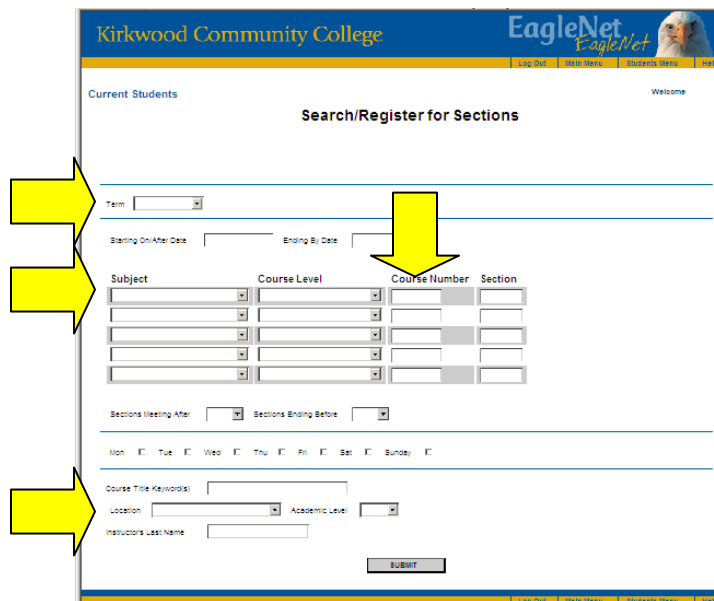 Kirkwood Community College
EagleNet
EagleNet
Log Out Main Menu Students Menu Hel
Current Students
Welcome
Search/Register for Sections
Term
Starting On/After Date Ending By Date
Subject Course Level Course Number Section
Sections Meeting After Sections Ending Before
Mon Tue Wed Thu Fri Sat Sunday
Course Title Keyword(s)
Location Academic Level
Instructor's Last Name
SUBMIT
Log Out Main Menu Students Menu Hel